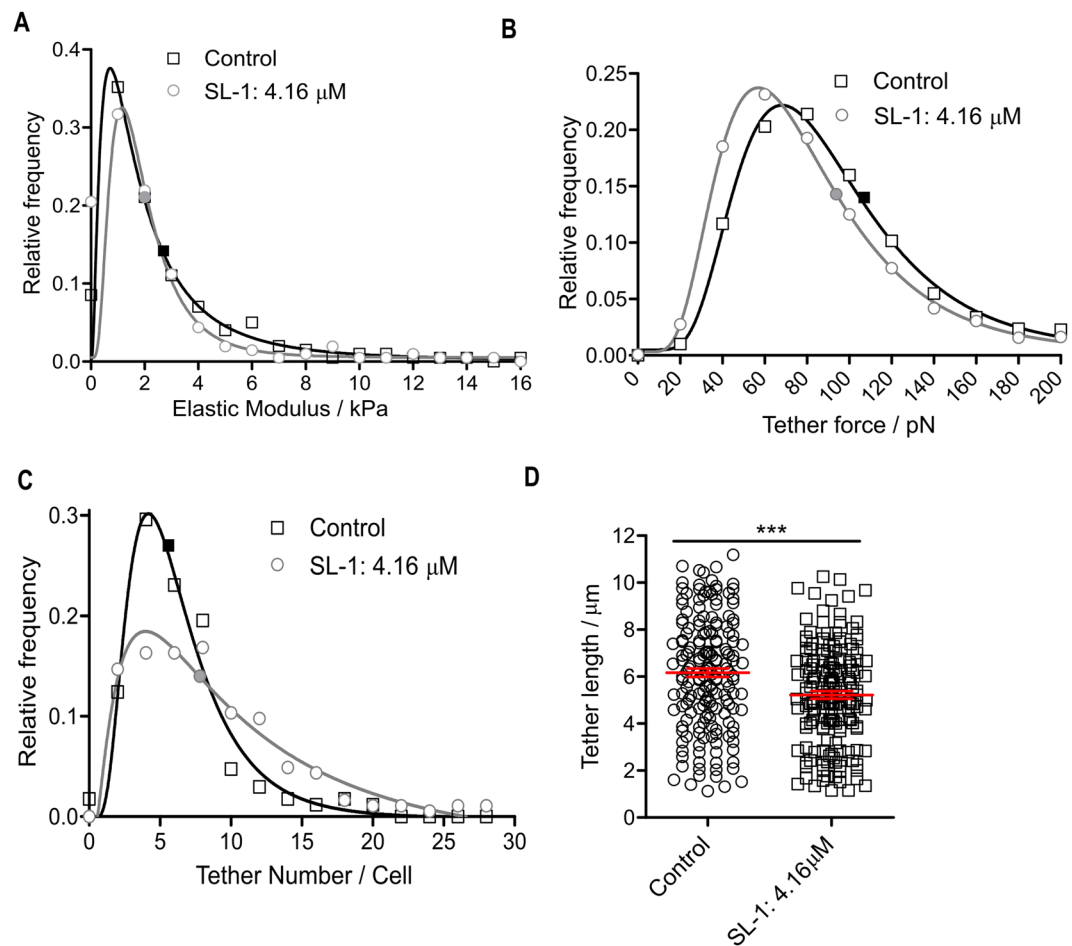 A
0.4
0.3
0.2
0.1
0.0
Relative frequency
Control
SL-1: 4.16 μM
0 2 4 6 8 10 12 14 16
Elastic Modulus / kPa
B
0.25
0.20
0.15
0.10
0.05
0.00
Relative frequency
Control
SL-1: 4.16 μM
0 20 40 60 80 100 120 140 160 180 200
Tether force / pN
C
0.3
0.2
0.1
0.0
Relative frequency
Control
SL-1: 4.16 μM
0 5 10 15 20 25 30
Tether Number / Cell
D
12
10
8
6
4
2
0
Tether length / μm
***
Control
SL-1: 4.16μM